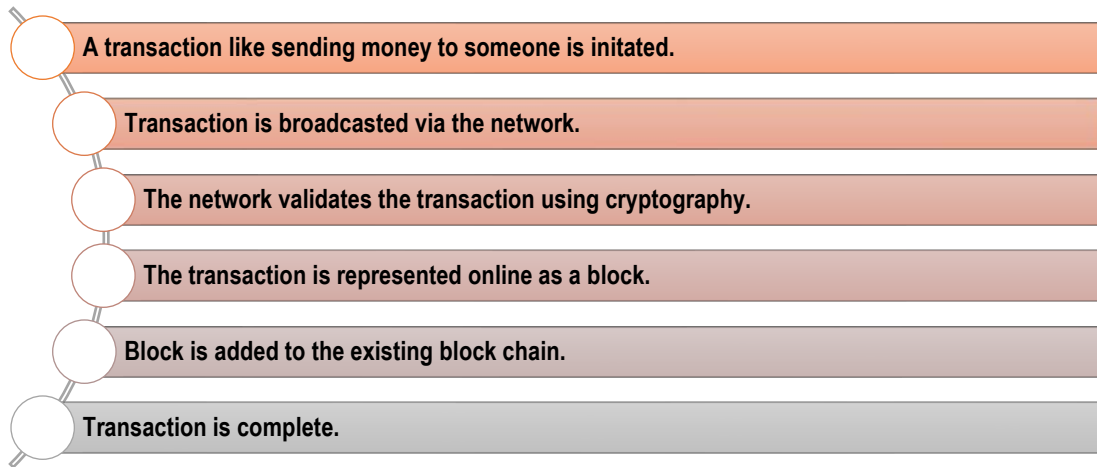 A transaction like sending money to someone is initated.
Transaction is broadcasted via the network.
The network validates the transaction using cryptography.
The transaction is represented online as a block.
Block is added to the existing block chain.
Transaction is complete.